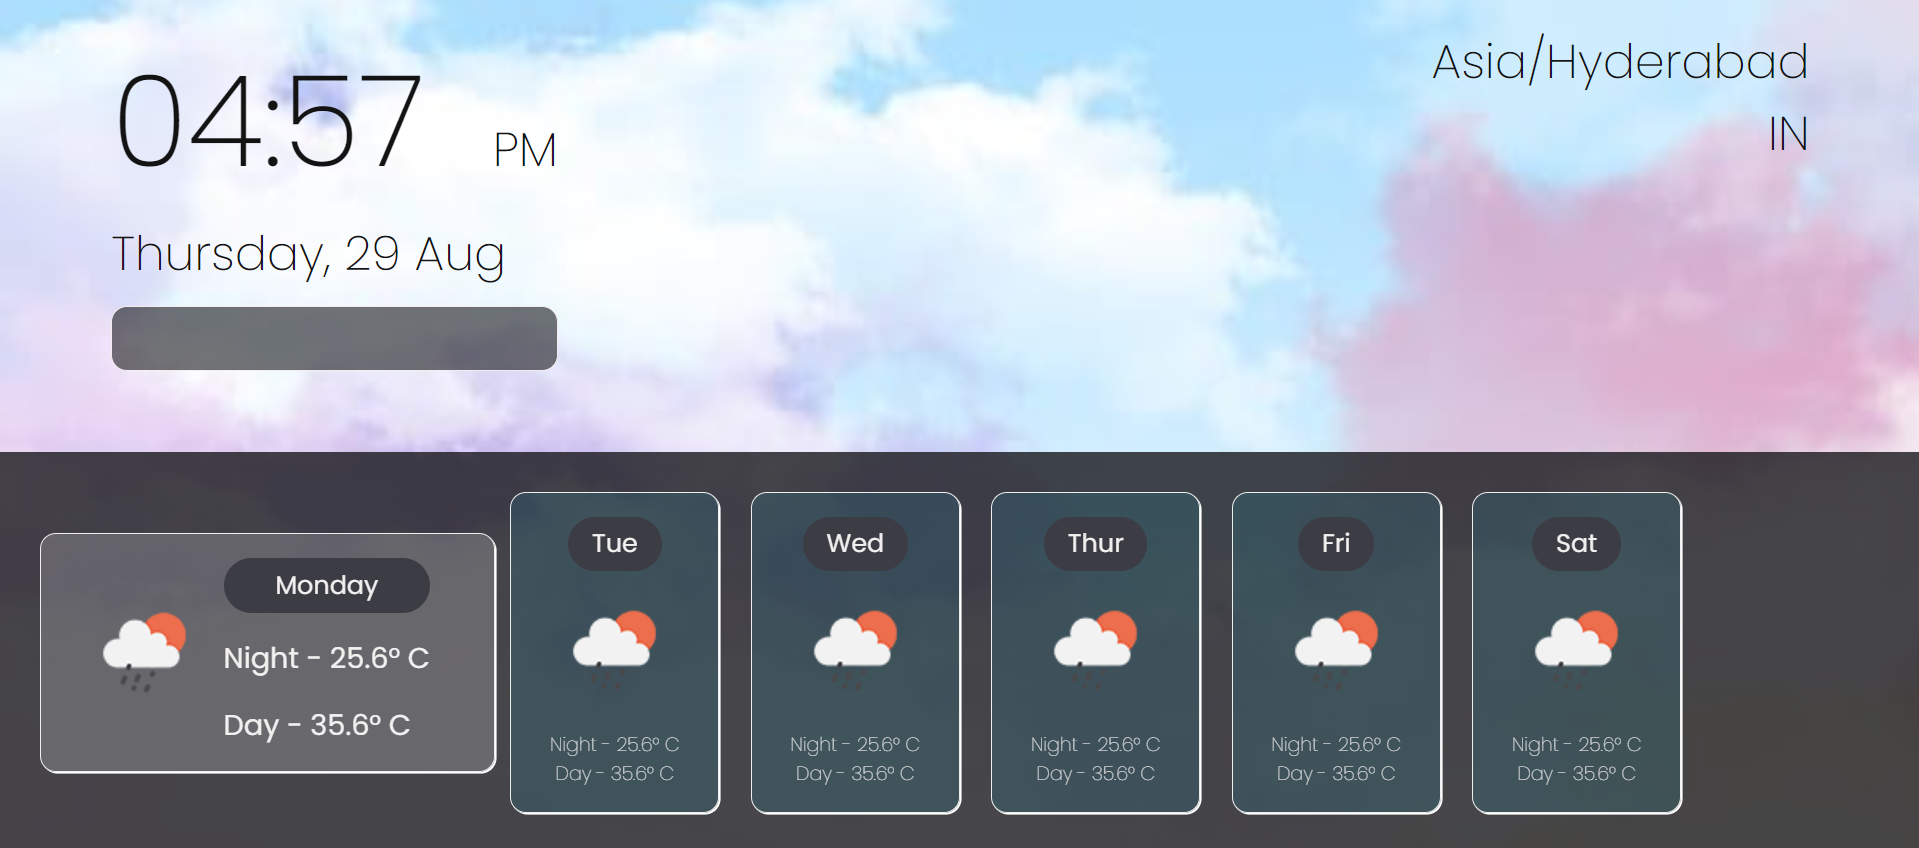 04:57 PM
Thursday, 29 Aug
Asia/Hyderabad
IN
Monday
Night - 25.6° C
Day - 35.6° C
Tue
Night - 25.6° C
Day - 35.6° C
Wed
Night - 25.6° C
Day - 35.6° C
Thur
Night - 25.6° C
Day - 35.6° C
Fri
Night - 25.6° C
Day - 35.6° C
Sat
Night - 25.6° C
Day - 35.6° C